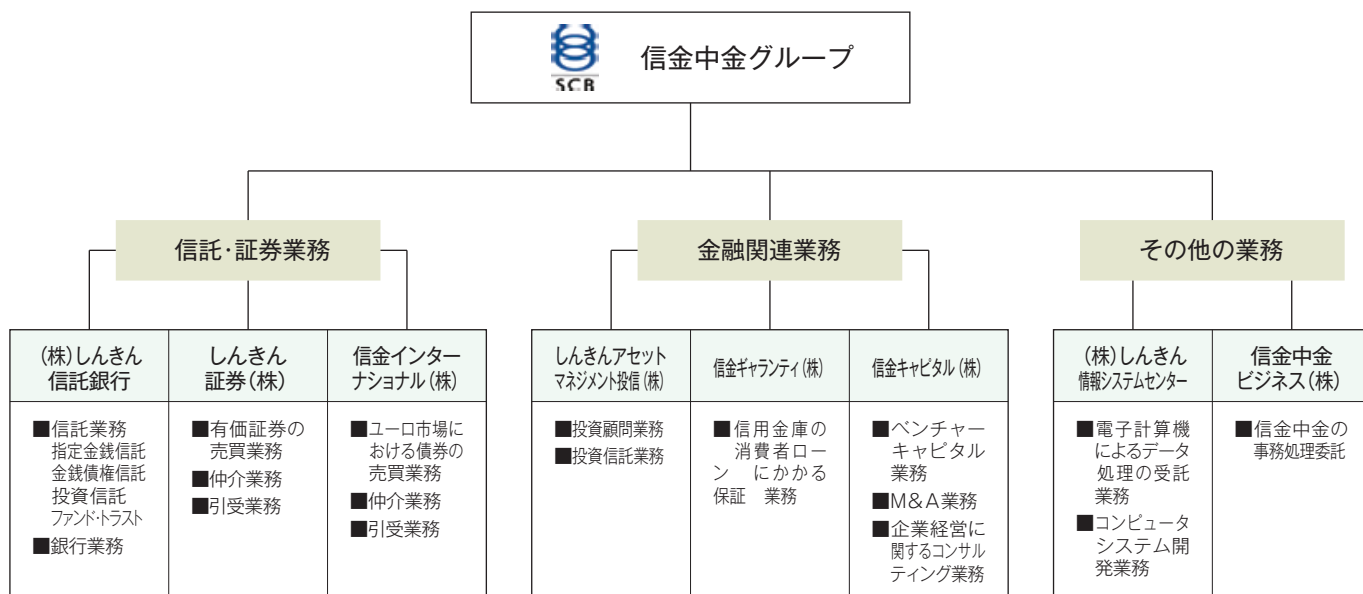 SCB
信金中金グループ
信託・証券業務
金融関連業務
その他の業務
(株)しんきん
信託銀行
しんきん
証券(株)
信金インター
ナショナル(株)
しんきんアセット
マネジメント投信(株)
信金ギャランティ(株)
信金キャピタル(株)
(株)しんきん
情報システムセンター
信金中金
ビジネス(株)
■信託業務
指定金銭信託
金銭債権信託
投資信託
ファンド・トラスト
■銀行業務
■有価証券の
売買業務
■仲介業務
■引受業務
■ユーロ市場に
おける債券の
売買業務
■仲介業務
■引受業務
■投資顧問業務
■投資信託業務
■信用金庫の
消費者ロー
ン にかかる
保証 業務
■ベンチャー
キャピタル
業務
■M&A業務
■企業経営に
関するコンサル
ティング業務
■電子計算機
によるデータ
処理の受託
業務
■コンピュータ
システム開
発業務
■信金中金の
事務処理委託